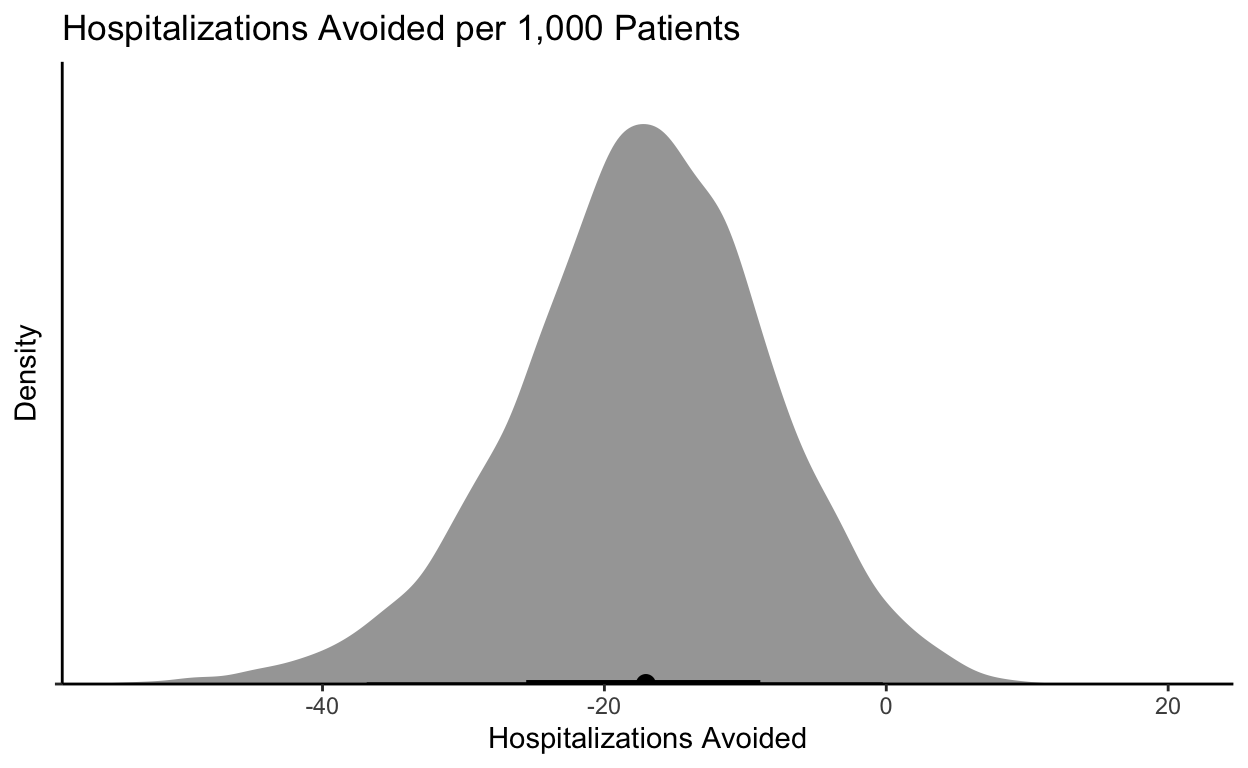 Hospitalizations Avoided per 1,000 Patients
Density
-40 -20 0 20
Hospitalizations Avoided